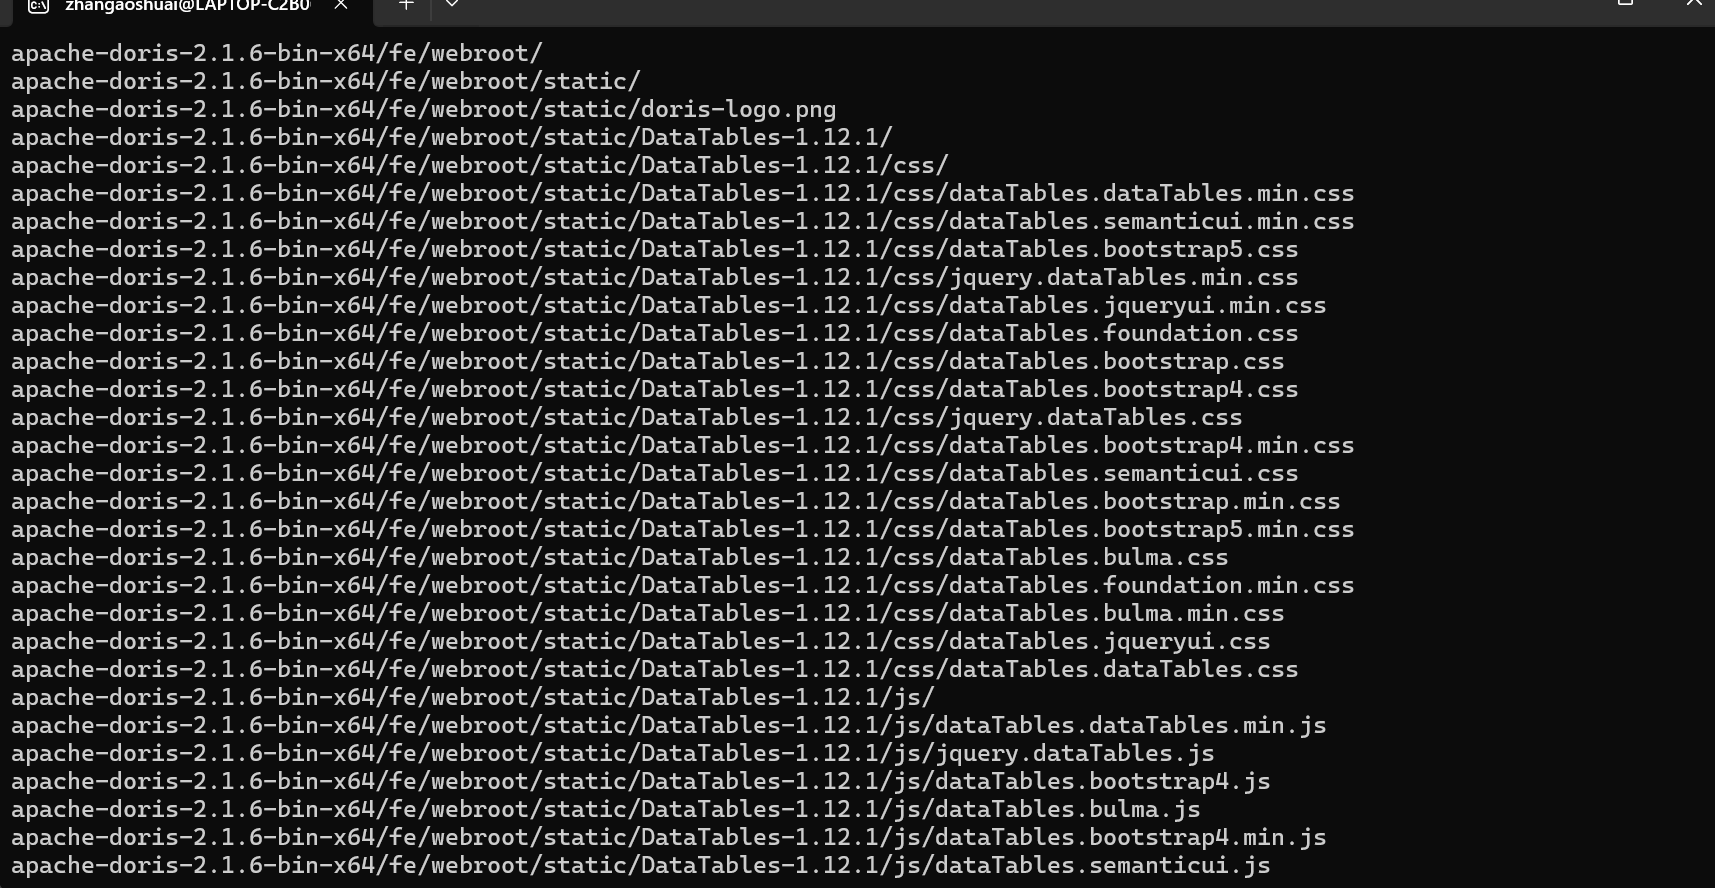 zhangaoshuai@LAPTOP-C2B0
apache-doris-2.1.6-bin-x64/fe/webroot/
apache-doris-2.1.6-bin-x64/fe/webroot/static/
apache-doris-2.1.6-bin-x64/fe/webroot/static/doris-logo.png
apache-doris-2.1.6-bin-x64/fe/webroot/static/DataTables-1.12.1/
apache-doris-2.1.6-bin-x64/fe/webroot/static/DataTables-1.12.1/css/
apache-doris-2.1.6-bin-x64/fe/webroot/static/DataTables-1.12.1/css/dataTables.dataTables.min.css
apache-doris-2.1.6-bin-x64/fe/webroot/static/DataTables-1.12.1/css/dataTables.semanticui.min.css
apache-doris-2.1.6-bin-x64/fe/webroot/static/DataTables-1.12.1/css/dataTables.bootstrap5.css
apache-doris-2.1.6-bin-x64/fe/webroot/static/DataTables-1.12.1/css/jquery.dataTables.min.css
apache-doris-2.1.6-bin-x64/fe/webroot/static/DataTables-1.12.1/css/dataTables.jqueryui.min.css
apache-doris-2.1.6-bin-x64/fe/webroot/static/DataTables-1.12.1/css/dataTables.foundation.css
apache-doris-2.1.6-bin-x64/fe/webroot/static/DataTables-1.12.1/css/dataTables.bootstrap.css
apache-doris-2.1.6-bin-x64/fe/webroot/static/DataTables-1.12.1/css/dataTables.bootstrap4.css
apache-doris-2.1.6-bin-x64/fe/webroot/static/DataTables-1.12.1/css/jquery.dataTables.css
apache-doris-2.1.6-bin-x64/fe/webroot/static/DataTables-1.12.1/css/dataTables.bootstrap4.min.css
apache-doris-2.1.6-bin-x64/fe/webroot/static/DataTables-1.12.1/css/dataTables.semanticui.css
apache-doris-2.1.6-bin-x64/fe/webroot/static/DataTables-1.12.1/css/dataTables.bootstrap.min.css
apache-doris-2.1.6-bin-x64/fe/webroot/static/DataTables-1.12.1/css/dataTables.bootstrap5.min.css
apache-doris-2.1.6-bin-x64/fe/webroot/static/DataTables-1.12.1/css/dataTables.bulma.css
apache-doris-2.1.6-bin-x64/fe/webroot/static/DataTables-1.12.1/css/dataTables.foundation.min.css
apache-doris-2.1.6-bin-x64/fe/webroot/static/DataTables-1.12.1/css/dataTables.bulma.min.css
apache-doris-2.1.6-bin-x64/fe/webroot/static/DataTables-1.12.1/css/dataTables.jqueryui.css
apache-doris-2.1.6-bin-x64/fe/webroot/static/DataTables-1.12.1/css/dataTables.dataTables.css
apache-doris-2.1.6-bin-x64/fe/webroot/static/DataTables-1.12.1/js/
apache-doris-2.1.6-bin-x64/fe/webroot/static/DataTables-1.12.1/js/dataTables.dataTables.min.js
apache-doris-2.1.6-bin-x64/fe/webroot/static/DataTables-1.12.1/js/jquery.dataTables.js
apache-doris-2.1.6-bin-x64/fe/webroot/static/DataTables-1.12.1/js/dataTables.bootstrap4.js
apache-doris-2.1.6-bin-x64/fe/webroot/static/DataTables-1.12.1/js/dataTables.bulma.js
apache-doris-2.1.6-bin-x64/fe/webroot/static/DataTables-1.12.1/js/dataTables.bootstrap4.min.js
apache-doris-2.1.6-bin-x64/fe/webroot/static/DataTables-1.12.1/js/dataTables.semanticui.js